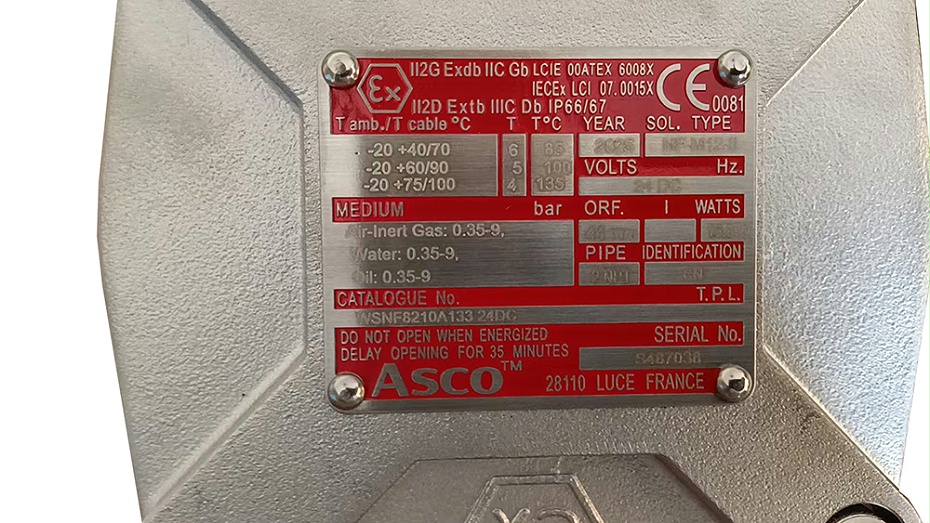 II2G Exdb IIC Gb LCIE 00ATEX 6008X
IECEx LCI 07.0015X
Ex
CE 0081
II2D Extb IIIC Db IP66/67
T amb./T cable °C T T°C YEAR SOL. TYPE
-20 +40/70 6 85
-20 +60/90 5 100
-20 +75/100 4 135
VOLTS Hz.
24 DC
MEDIUM bar ORF. I WATTS
Air-Inert Gas: 0.35-9,
Water: 0.35-9,
Oil: 0.35-9
PIPE IDENTIFICATION
CATALOGUE No. T.P.L.
WSNF8210A133 24DC
DO NOT OPEN WHEN ENERGIZED
DELAY OPENING FOR 35 MINUTES
SERIAL No.
S487038
ASCO™ 28110 LUCE FRANCE